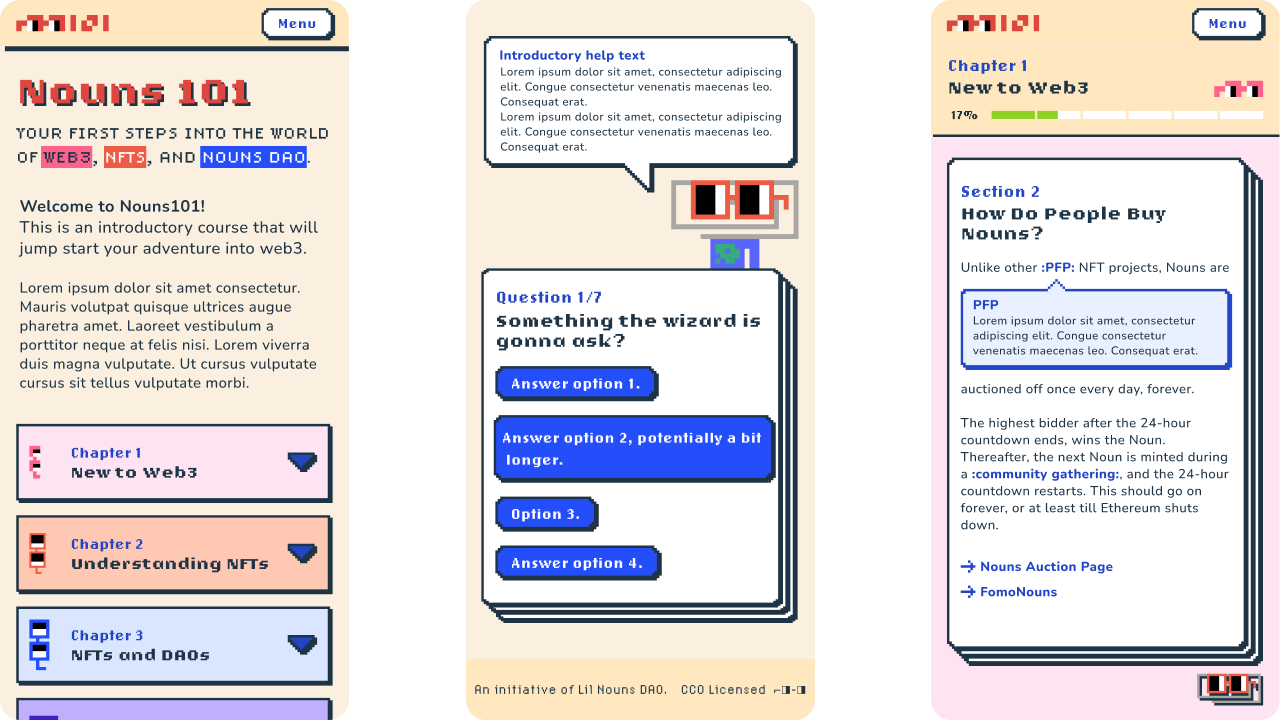 Menu
Nouns 101
YOUR FIRST STEPS INTO THE WORLD
OF WEB3, NFTS, AND NOUNS DAO.
Welcome to Nouns101!
This is an introductory course that will
jump start your adventure into web3.
Lorem ipsum dolor sit amet consectetur.
Mauris volutpat quisque ultrices augue
pharetra amet. Laoreet vestibulum a
porttitor neque at felis nisi. Lorem viverra
duis magna vulputate. Ut cursus vulputate
cursus sit tellus vulputate morbi.
Chapter 1
New to Web3
Chapter 2
Understanding NFTs
Chapter 3
NFTs and DAOs
Introductory help text
Lorem ipsum dolor sit amet, consectetur adipiscing
elit. Congue consectetur venenatis maecenas leo.
Consequat erat.
Lorem ipsum dolor sit amet, consectetur adipiscing
elit. Congue consectetur venenatis maecenas leo.
Consequat erat.
Question 1/7
Something the wizard is
gonna ask?
Answer option 1.
Answer option 2, potentially a bit
longer.
Option 3.
Answer option 4.
An initiative of Lil Nouns DAO. CC0 Licensed
Menu
Chapter 1
New to Web3
17%
Section 2
How Do People Buy
Nouns?
Unlike other :PFP: NFT projects, Nouns are
PFP
Lorem ipsum dolor sit amet, consectetur
adipiscing elit. Congue consectetur
venenatis maecenas leo. Consequat erat.
auctioned off once every day, forever.
The highest bidder after the 24-hour
countdown ends, wins the Noun.
Thereafter, the next Noun is minted during
a :community gathering:, and the 24-hour
countdown restarts. This should go on
forever, or at least till Ethereum shuts
down.
Nouns Auction Page
FomoNouns